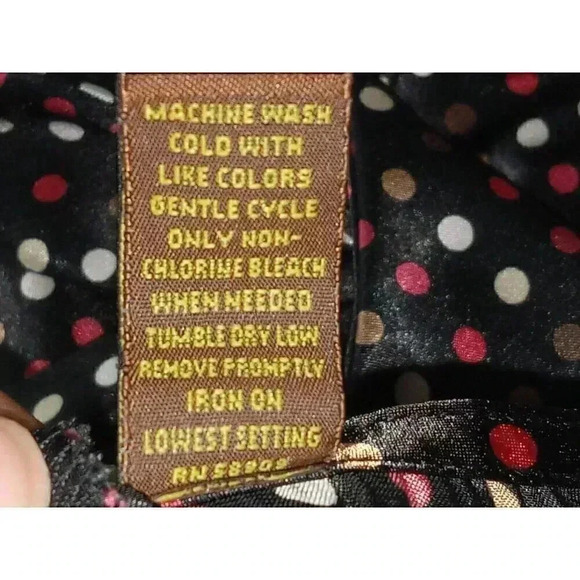 MACHINE WASH
COLD WITH
LIKE COLORS
GENTLE CYCLE
ONLY NON-
CHLORINE BLEACH
WHEN NEEDED
TUMBLE DRY LOW
REMOVE PROMPTLY
IRON ON
LOWEST SETTING
RN